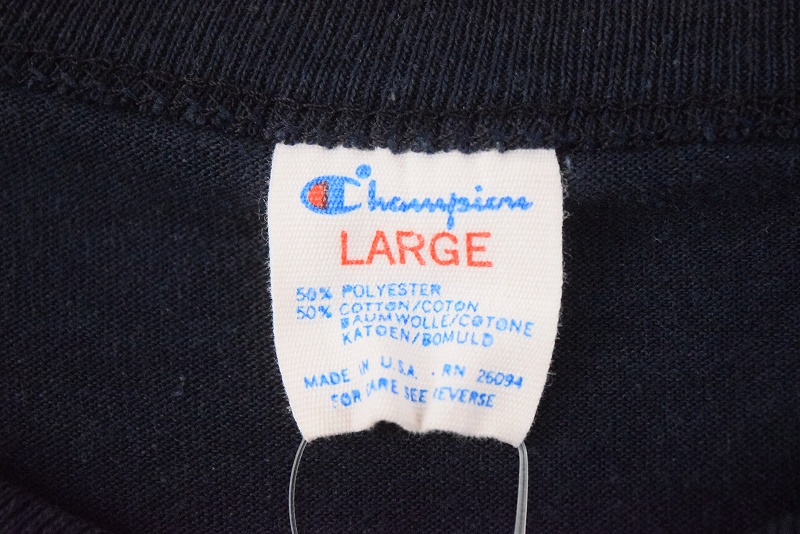 Champion
LARGE
50% POLYESTER
50% COTTON/COTON
BAUMWOLLE/COTONE
KATOEN/BOMULD
MADE IN U.S.A. . RN 26094
FOR CARE SEE REVERSE